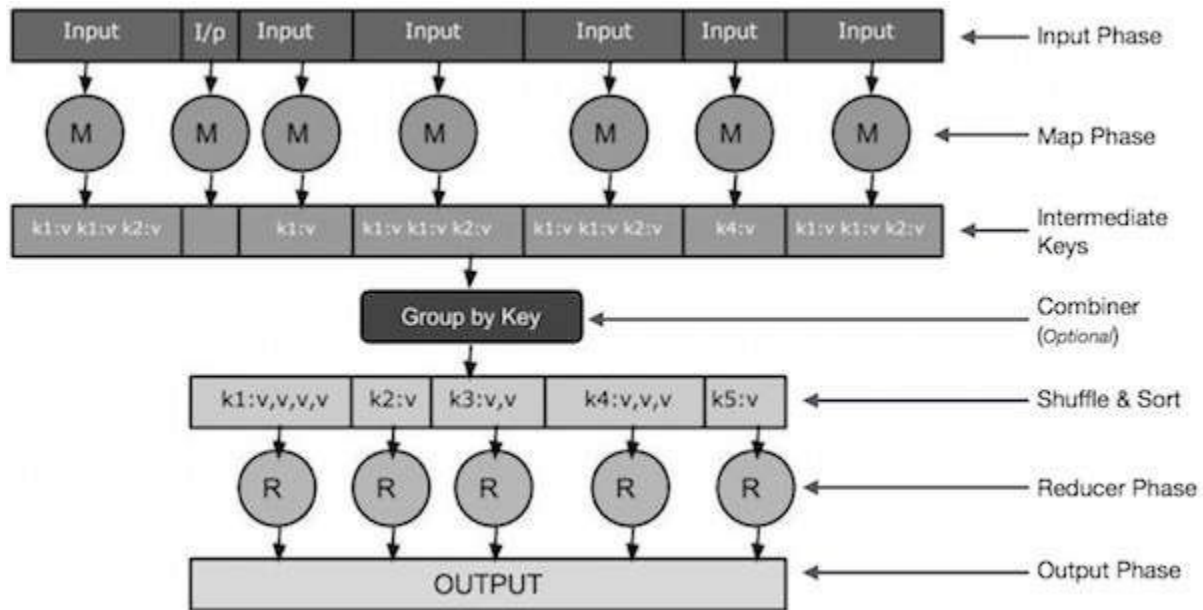 Input I/p Input Input Input Input Input Input Phase
M M M M M M M Map Phase
k1:v k1:v k2:v k1:v k1:v k1:v k2:v k1:v k1:v k2:v k4:v k1:v k1:v k2:v Intermediate
Keys
Group by Key Combiner
(Optional)
k1:v,v,v,v k2:v k3:v,v k4:v,v,v k5:v Shuffle & Sort
R R R R R Reducer Phase
OUTPUT Output Phase